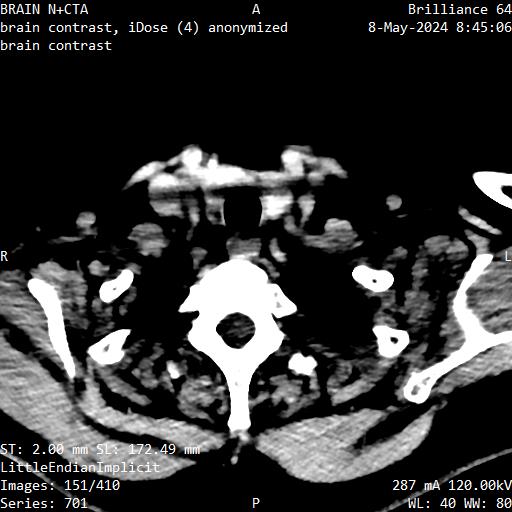 BRAIN N+CTA
A
Brilliance 64
brain contrast, iDose (4) anonymized
8-May-2024 8:45:06
brain contrast
R
L
ST: 2.00 mm SL: 172.49 mm
LittleEndianImplicit
Images: 151/410
287 mA 120.00kV
Series: 701
P
WL: 40 WW: 80